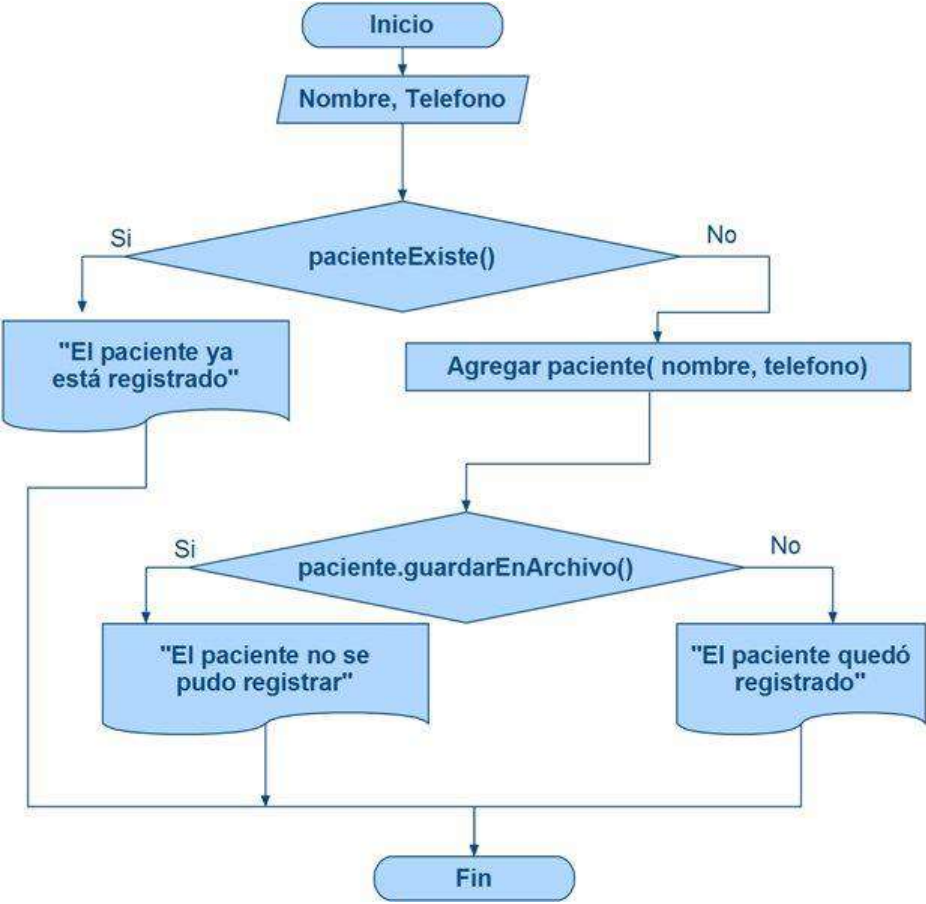 Inicio
Nombre, Telefono
Si
No
pacienteExiste()
"El paciente ya
está registrado"
Agregar paciente( nombre, telefono)
Si
No
paciente.guardarEnArchivo()
"El paciente no se
pudo registrar"
"El paciente quedó
registrado"
Fin